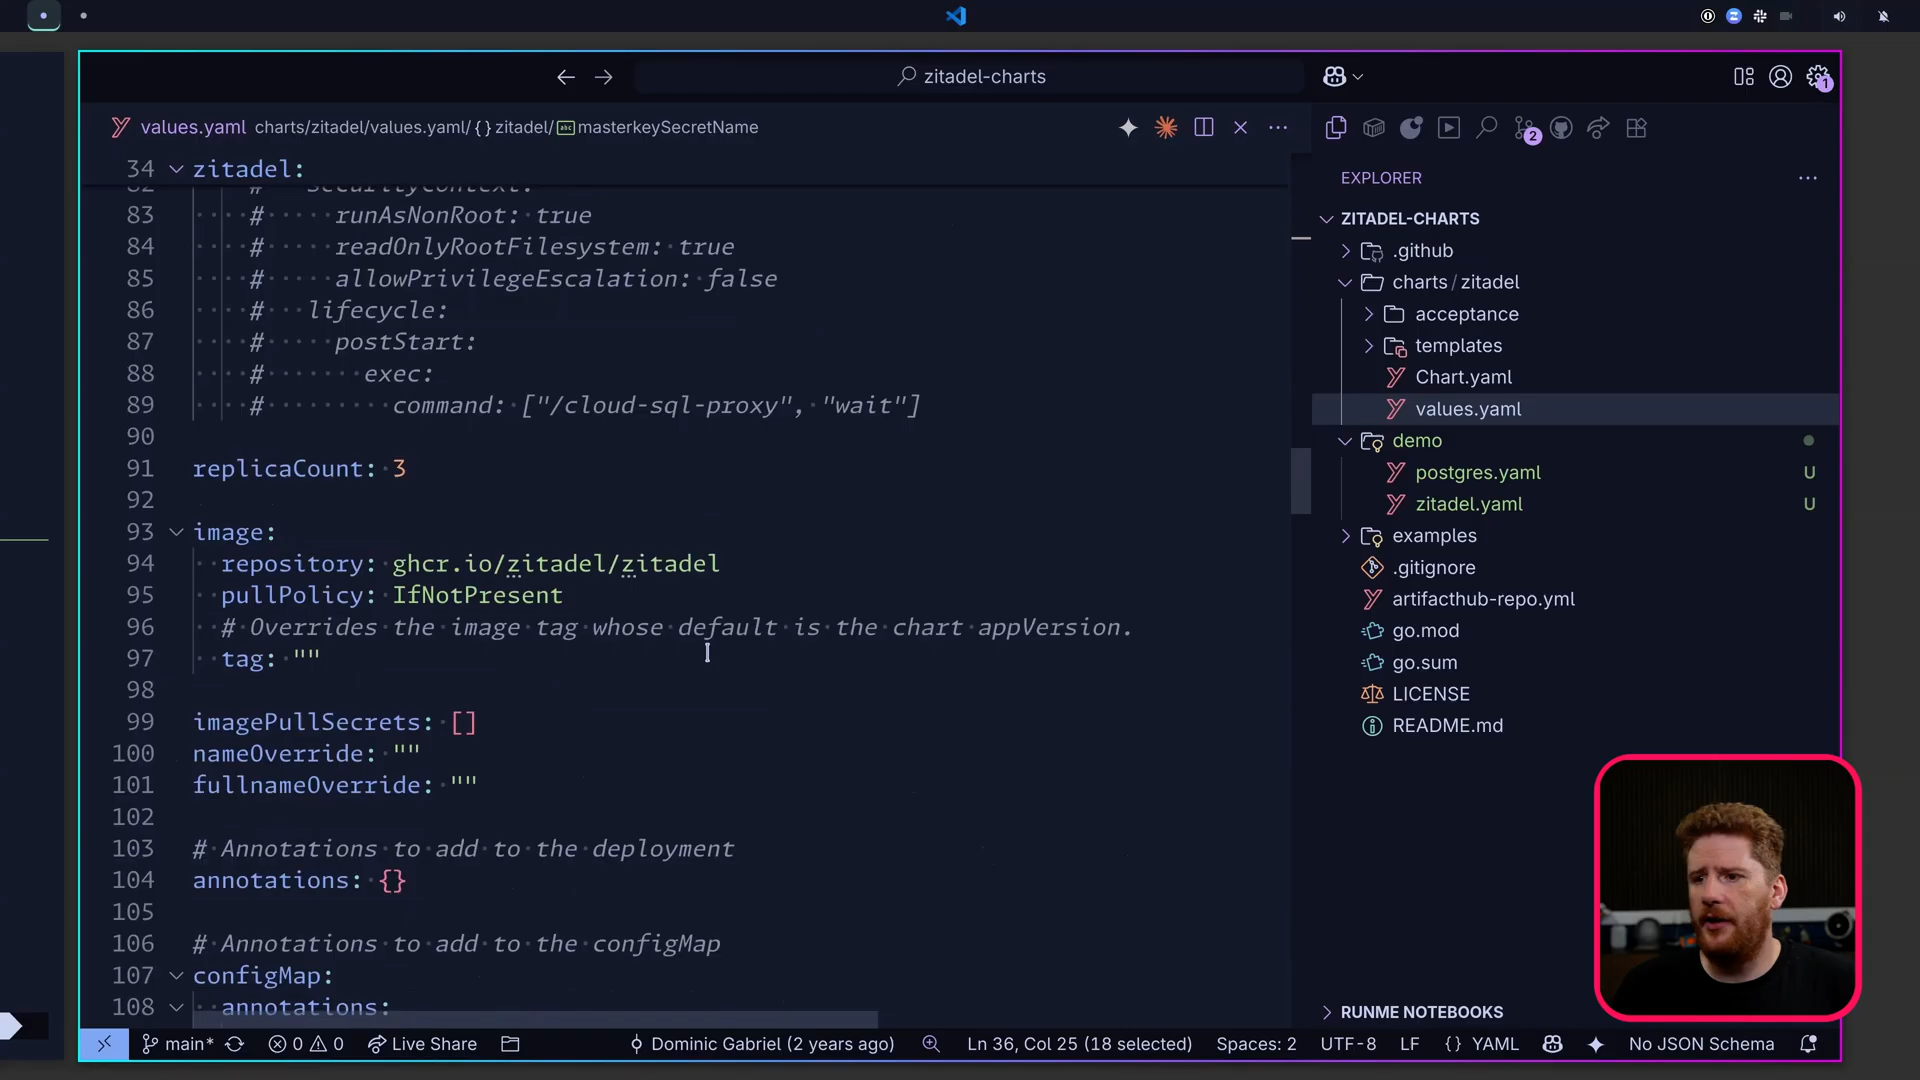 zitadel-charts
values.yaml charts/zitadel/values.yaml/ {} zitadel/ abc masterkeySecretName
34 zitadel:
82 # securityContext:
83 # runAsNonRoot: true
84 # readOnlyRootFilesystem: true
85 # allowPrivilegeEscalation: false
86 # lifecycle:
87 # postStart:
88 # exec:
89 # command: ["/cloud-sql-proxy", "wait"]
90
91 replicaCount: 3
92
93 image:
94 repository: ghcr.io/zitadel/zitadel
95 pullPolicy: IfNotPresent
96 # Overrides the image tag whose default is the chart appVersion.
97 tag: ""
98
99 imagePullSecrets: []
100 nameOverride: ""
101 fullnameOverride: ""
102
103 # Annotations to add to the deployment
104 annotations: {}
105
106 # Annotations to add to the configMap
107 configMap:
108 annotations:
1
2
EXPLORER
ZITADEL-CHARTS
.github
charts / zitadel
acceptance
templates
Chart.yaml
values.yaml
demo
postgres.yaml U
zitadel.yaml U
examples
.gitignore
artifacthub-repo.yml
go.mod
go.sum
LICENSE
README.md
RUNME NOTEBOOKS
main* 0 0 Live Share Dominic Gabriel (2 years ago) Ln 36, Col 25 (18 selected) Spaces: 2 UTF-8 LF {} YAML No JSON Schema